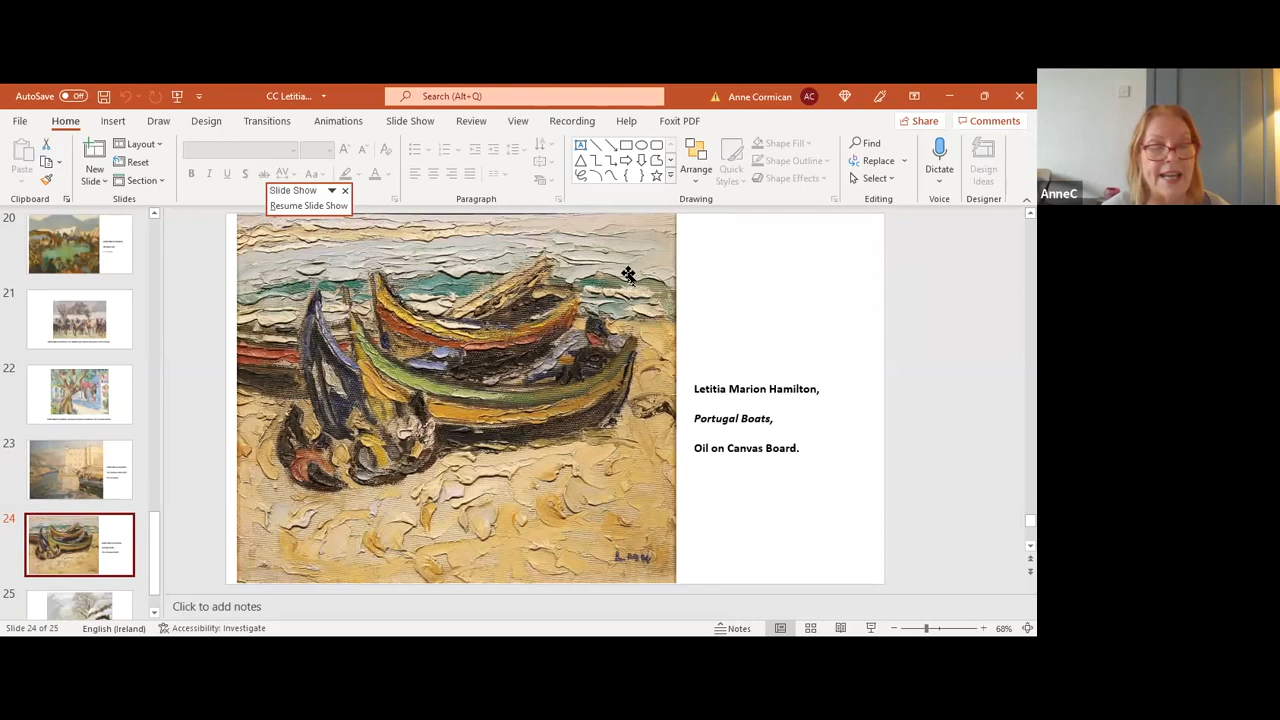 AutoSave Off CC Letitia... Search (Alt+Q) Anne Cormican AC
File Home Insert Draw Design Transitions Animations Slide Show Review View Recording Help Foxit PDF Share Comments
Paste New Slide Layout Reset Section
B I U S ab AV Aa A
Arrange Quick Styles Shape Fill Shape Outline Shape Effects
Find Replace Select Dictate Design Ideas
Clipboard Slides Paragraph Drawing Editing Voice Designer
Slide Show
Resume Slide Show
AnneC
20
21
22
23
24
25
Letitia Marion Hamilton,
Portugal Boats,
Oil on Canvas Board.
Click to add notes
Slide 24 of 25 English (Ireland) Accessibility: Investigate Notes 68%